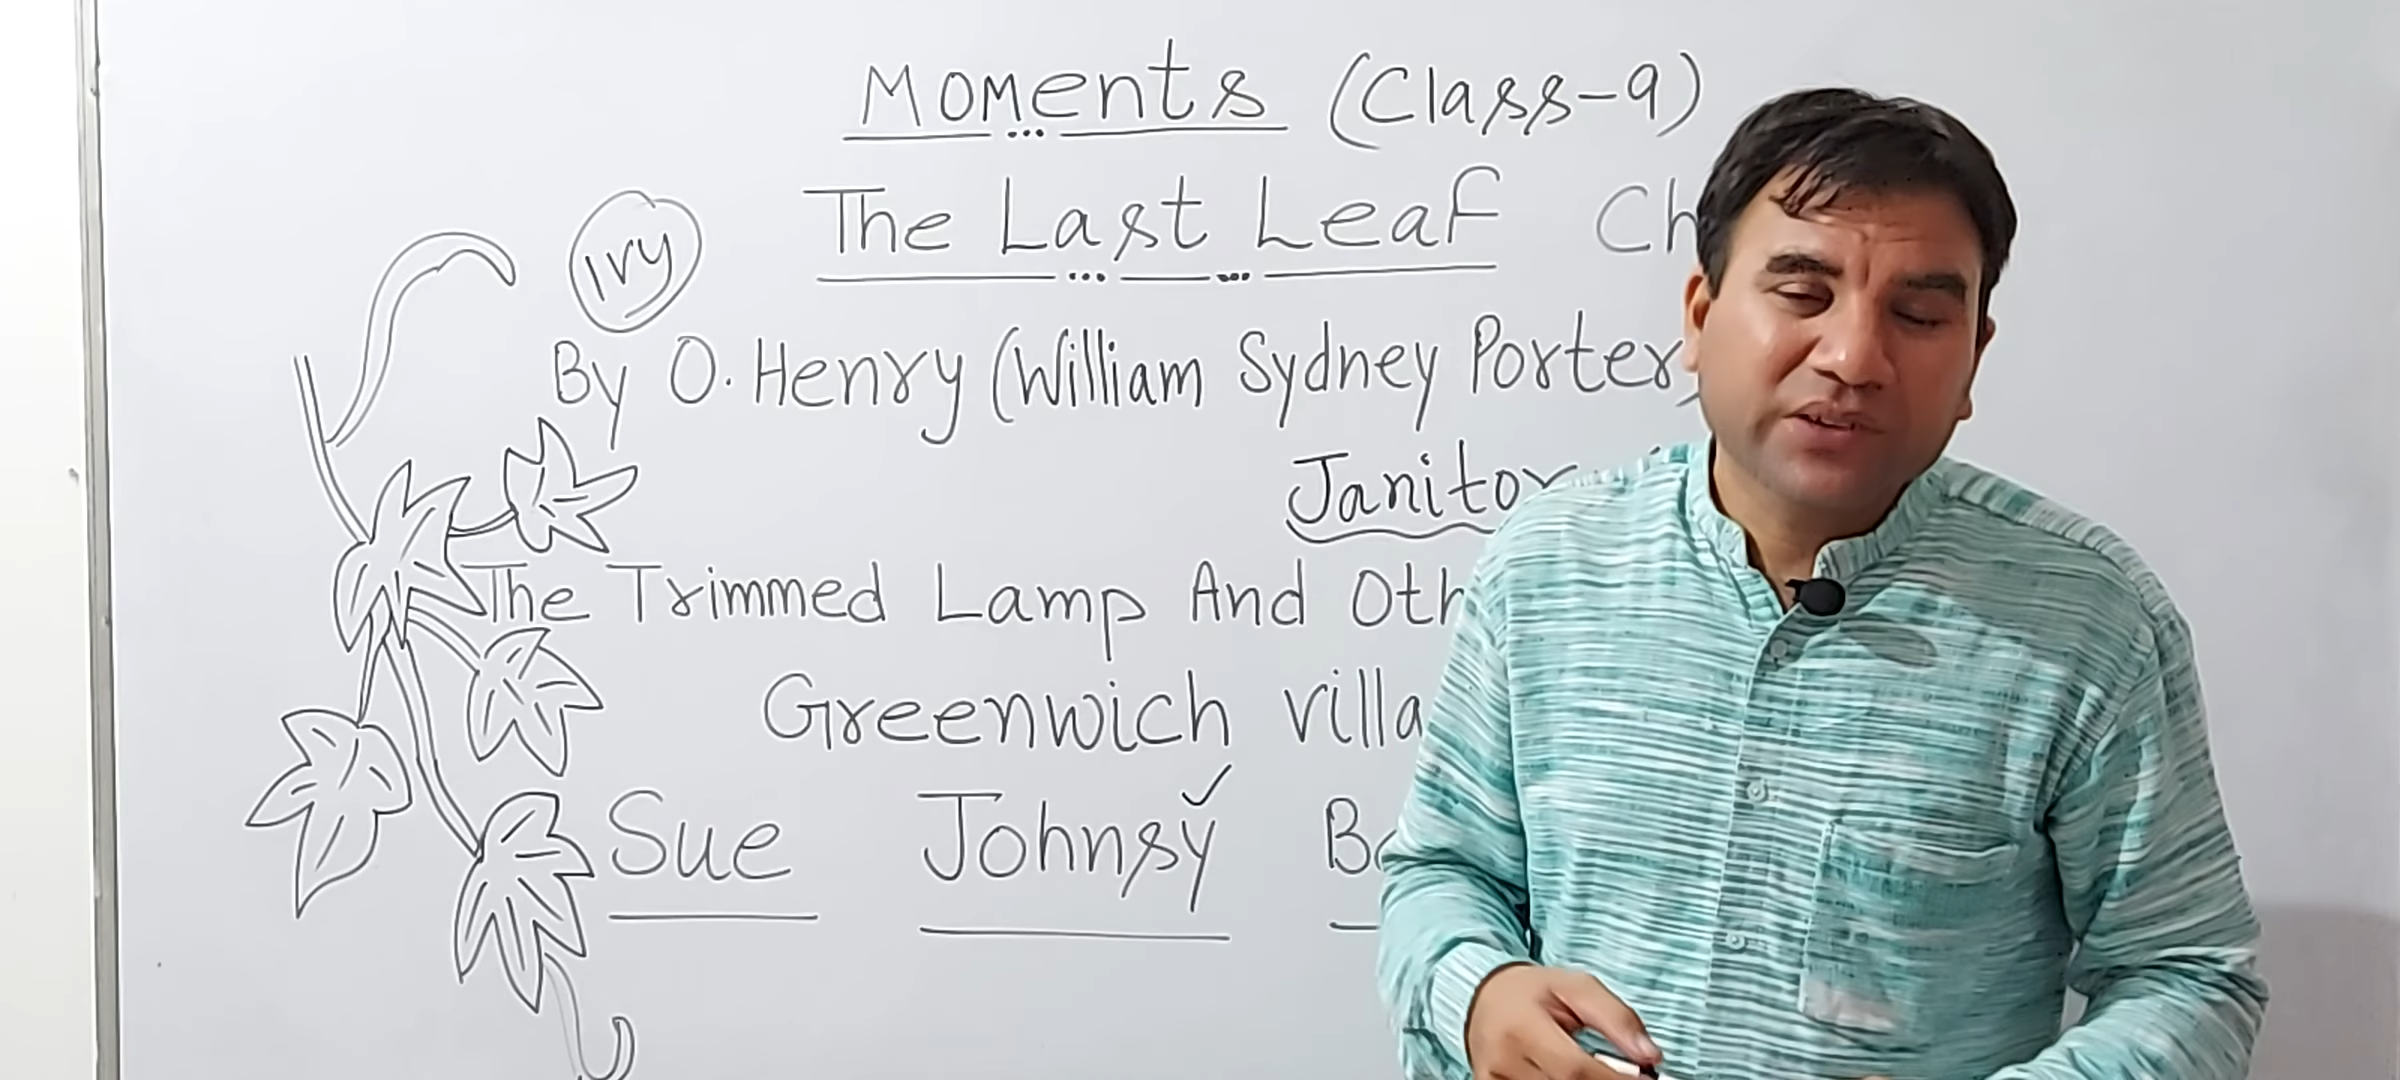 Moments (Class-9)
The Last Leaf Ch
Ivy
By O. Henry (William Sydney Porter)
Janitor
The Trimmed Lamp And Oth
Greenwich villa
Sue Johnsy B